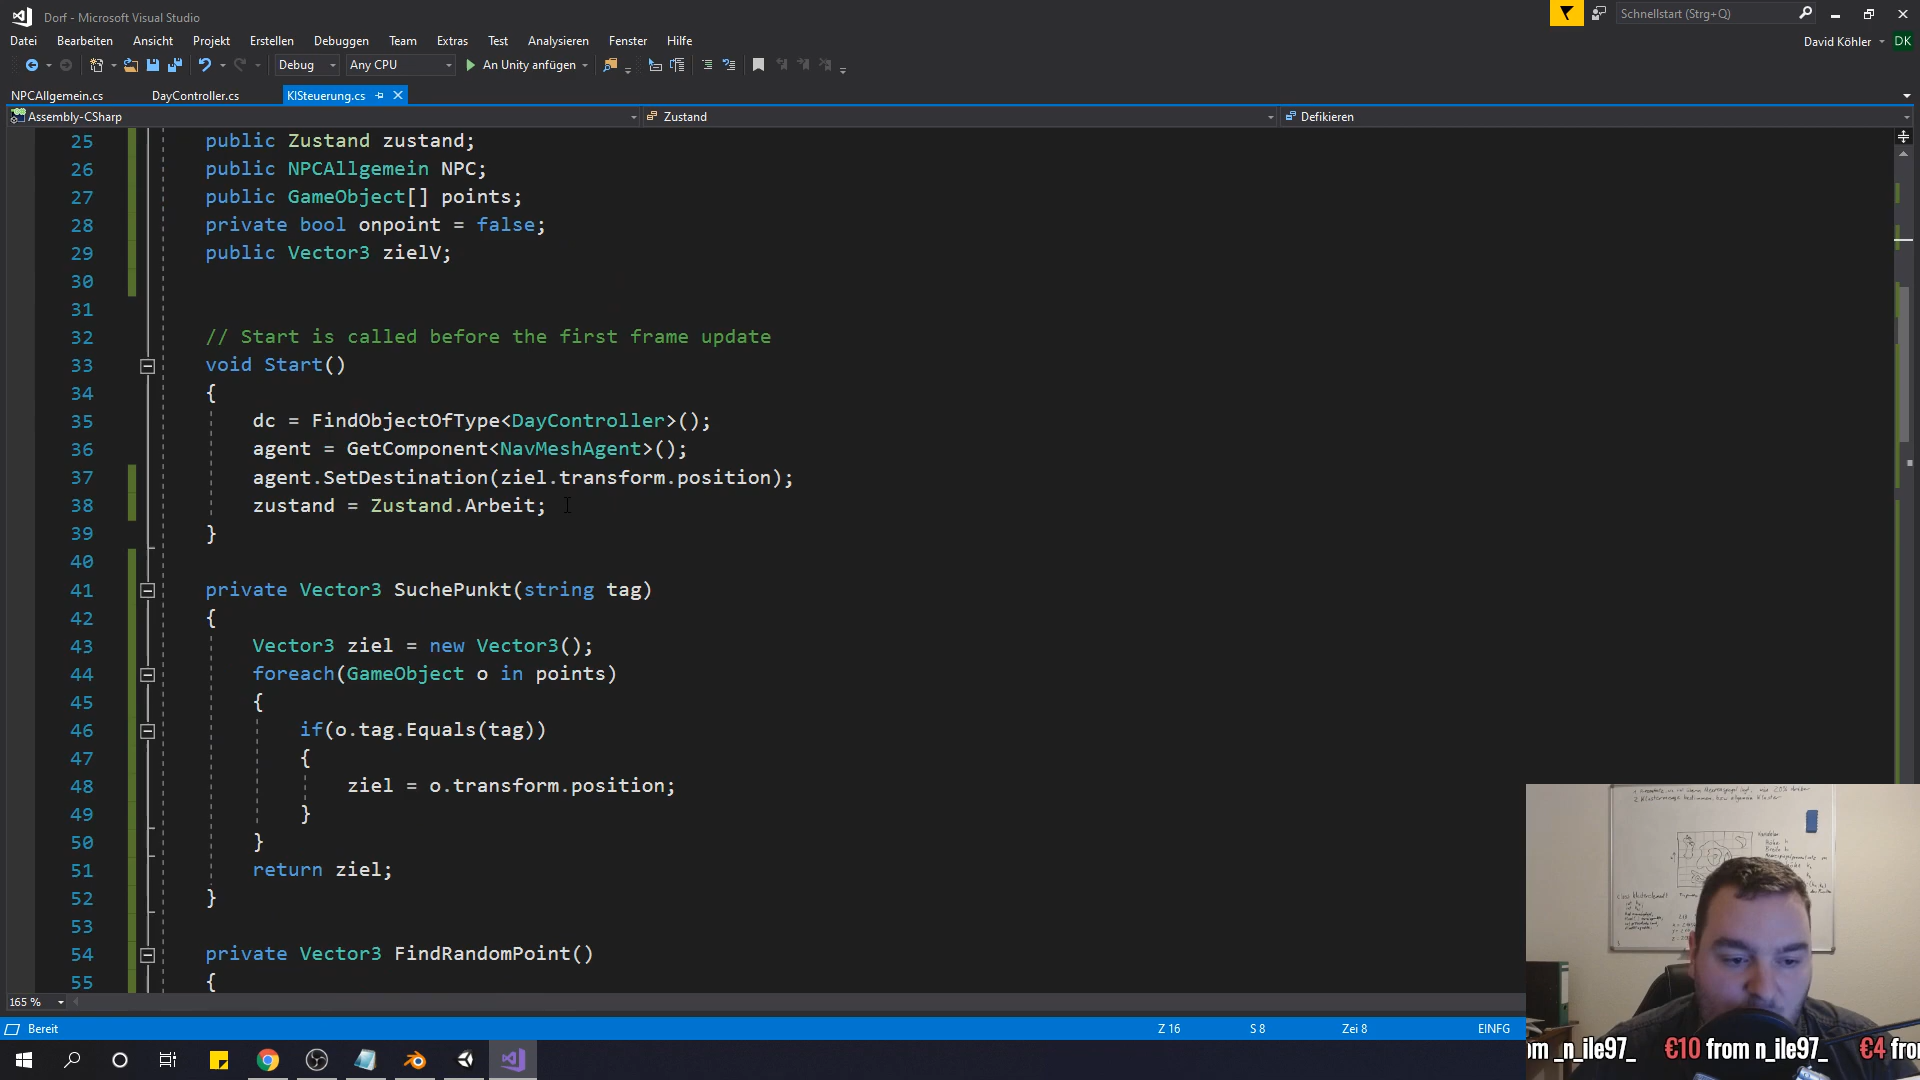 Dorf - Microsoft Visual Studio
Schnellstart (Strg+Q)
Datei Bearbeiten Ansicht Projekt Erstellen Debuggen Team Extras Test Analysieren Fenster Hilfe
David Köhler DK
Debug Any CPU An Unity anfügen
NPCAllgemein.cs DayController.cs KISteuerung.cs
Assembly-CSharp Zustand Defikieren
25 public Zustand zustand;
26 public NPCAllgemein NPC;
27 public GameObject[] points;
28 private bool onpoint = false;
29 public Vector3 zielV;
30
31
32 // Start is called before the first frame update
33 void Start()
34 {
35 dc = FindObjectOfType<DayController>();
36 agent = GetComponent<NavMeshAgent>();
37 agent.SetDestination(ziel.transform.position);
38 zustand = Zustand.Arbeit;
39 }
40
41 private Vector3 SuchePunkt(string tag)
42 {
43 Vector3 ziel = new Vector3();
44 foreach(GameObject o in points)
45 {
46 if(o.tag.Equals(tag))
47 {
48 ziel = o.transform.position;
49 }
50 }
51 return ziel;
52 }
53
54 private Vector3 FindRandomPoint()
55 {
165 %
Bereit Z 16 S 8 Zei 8 EINFG
om _n_ile97_ €10 from n_ile97_ €4 fro